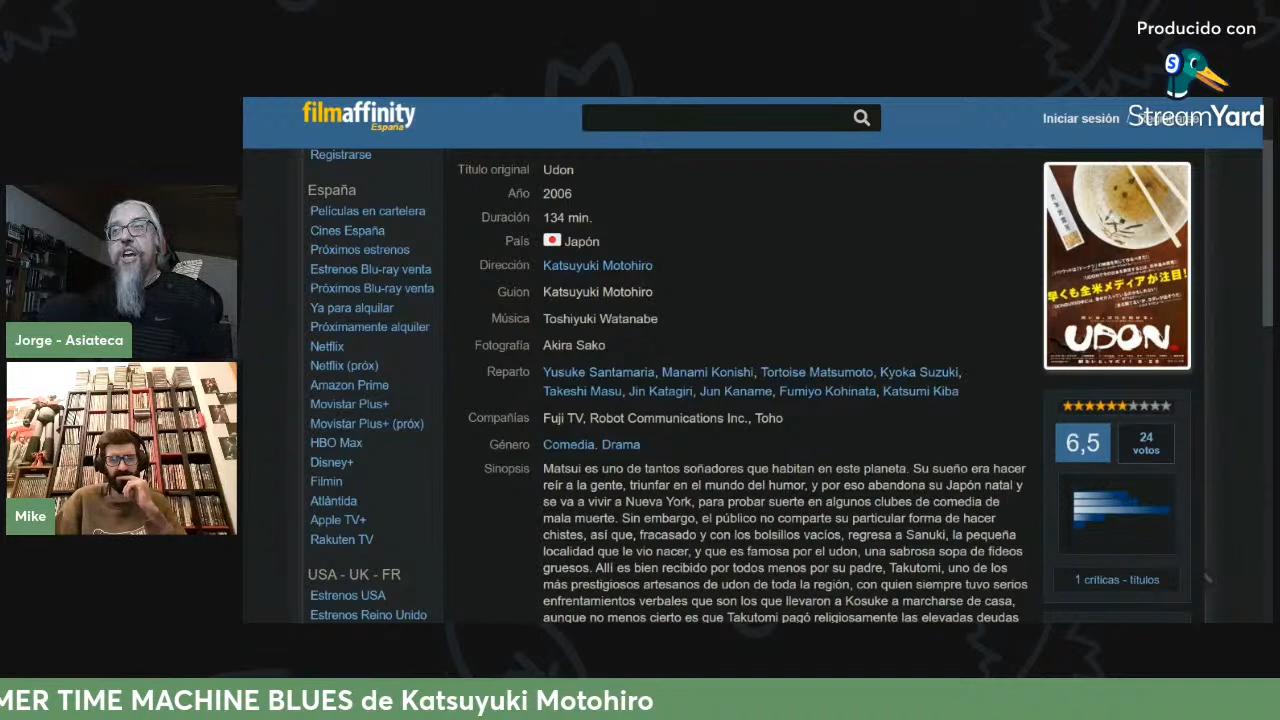 Producido con
StreamYard
filmaffinity
España
Iniciar sesión /
Registrarse
España
Películas en cartelera
Cines España
Próximos estrenos
Estrenos Blu-ray venta
Próximos Blu-ray venta
Ya para alquilar
Próximamente alquiler
Netflix
Netflix (próx)
Amazon Prime
Movistar Plus+
Movistar Plus+ (próx)
HBO Max
Disney+
Filmin
Atlàntida
Apple TV+
Rakuten TV
USA - UK - FR
Estrenos USA
Estrenos Reino Unido
Título original Udon
Año 2006
Duración 134 min.
País Japón
Dirección Katsuyuki Motohiro
Guion Katsuyuki Motohiro
Música Toshiyuki Watanabe
Fotografía Akira Sako
Reparto Yusuke Santamaria, Manami Konishi, Tortoise Matsumoto, Kyoka Suzuki,
Takeshi Masu, Jin Katagiri, Jun Kaname, Fumiyo Kohinata, Katsumi Kiba
Compañías Fuji TV, Robot Communications Inc., Toho
Género Comedia. Drama
Sinopsis Matsui es uno de tantos soñadores que habitan en este planeta. Su sueño era hacer
reír a la gente, triunfar en el mundo del humor, y por eso abandona su Japón natal y
se va a vivir a Nueva York, para probar suerte en algunos clubes de comedia de
mala muerte. Sin embargo, el público no comparte su particular forma de hacer
chistes, así que, fracasado y con los bolsillos vacíos, regresa a Sanuki, la pequeña
localidad que le vio nacer, y que es famosa por el udon, una sabrosa sopa de fideos
gruesos. Allí es bien recibido por todos menos por su padre, Takutomi, uno de los
más prestigiosos artesanos de udon de toda la región, con quien siempre tuvo serios
enfrentamientos verbales que son los que llevaron a Kosuke a marcharse de casa,
aunque no menos cierto es que Takutomi pagó religiosamente las elevadas deudas
早くも全米メディアが注目!
UDON
6,5
24
votos
1 críticas - títulos
Jorge - Asiateca
Mike
MER TIME MACHINE BLUES de Katsuyuki Motohiro